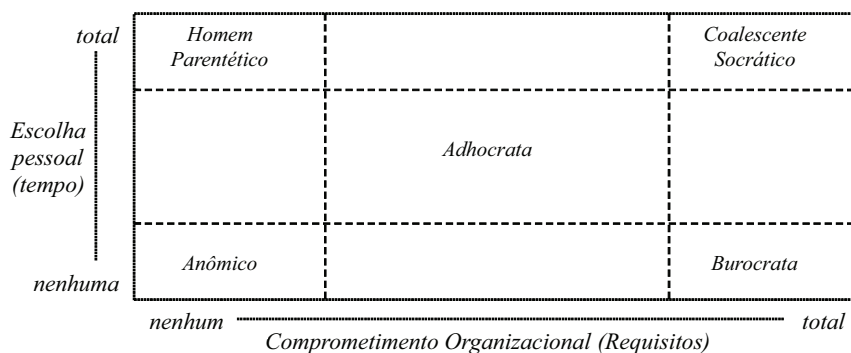 total
Homem
Parentético
Coalescente
Socrático
Escolha
pessoal
(tempo)
Adhocrata
nenhuma
Anômico
Burocrata
nenhum
total
Comprometimento Organizacional (Requisitos)